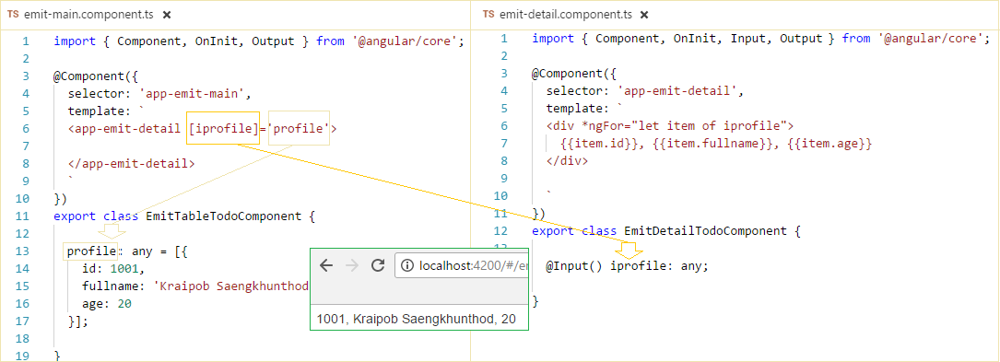 TS emit-main.component.ts ×
1 import { Component, OnInit, Output } from '@angular/core';
2
3 @Component({
4 selector: 'app-emit-main',
5 template: `
6 <app-emit-detail [iprofile]='profile'>
7
8 </app-emit-detail>
9 `
10 })
11 export class EmitTableTodoComponent {
12
13 profile: any = [{
14 id: 1001,
15 fullname: 'Kraipob Saengkhunthod
16 age: 20
17 }];
18
19 }
TS emit-detail.component.ts ×
1 import { Component, OnInit, Input, Output } from '@angular/core';
2
3 @Component({
4 selector: 'app-emit-detail',
5 template: `
6 <div *ngFor="let item of iprofile">
7 {{item.id}}, {{item.fullname}}, {{item.age}}
8 </div>
9
10 `
11 })
12 export class EmitDetailTodoComponent {
13
14 @Input() iprofile: any;
}
localhost:4200/#/e
1001, Kraipob Saengkhunthod, 20